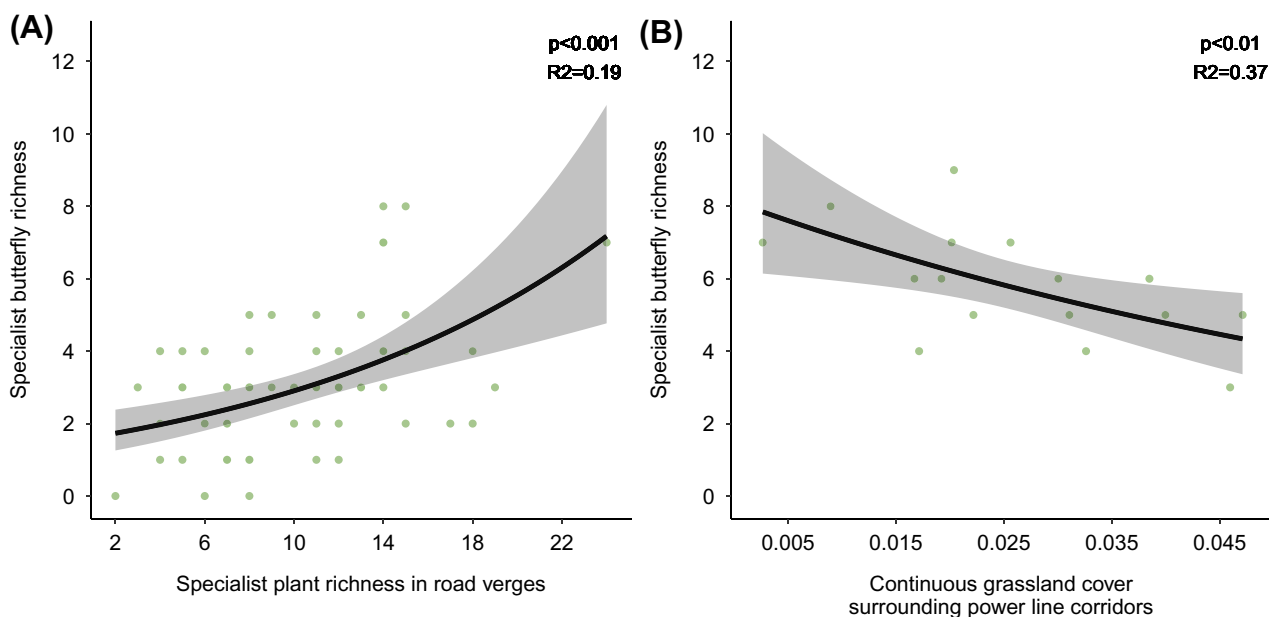 (A)
p<0.001
R2=0.19
12
10
8
6
4
2
0
Specialist butterfly richness
2 6 10 14 18 22
Specialist plant richness in road verges
(B)
p<0.01
R2=0.37
12
10
8
6
4
2
0
Specialist butterfly richness
0.005 0.015 0.025 0.035 0.045
Continuous grassland cover
surrounding power line corridors